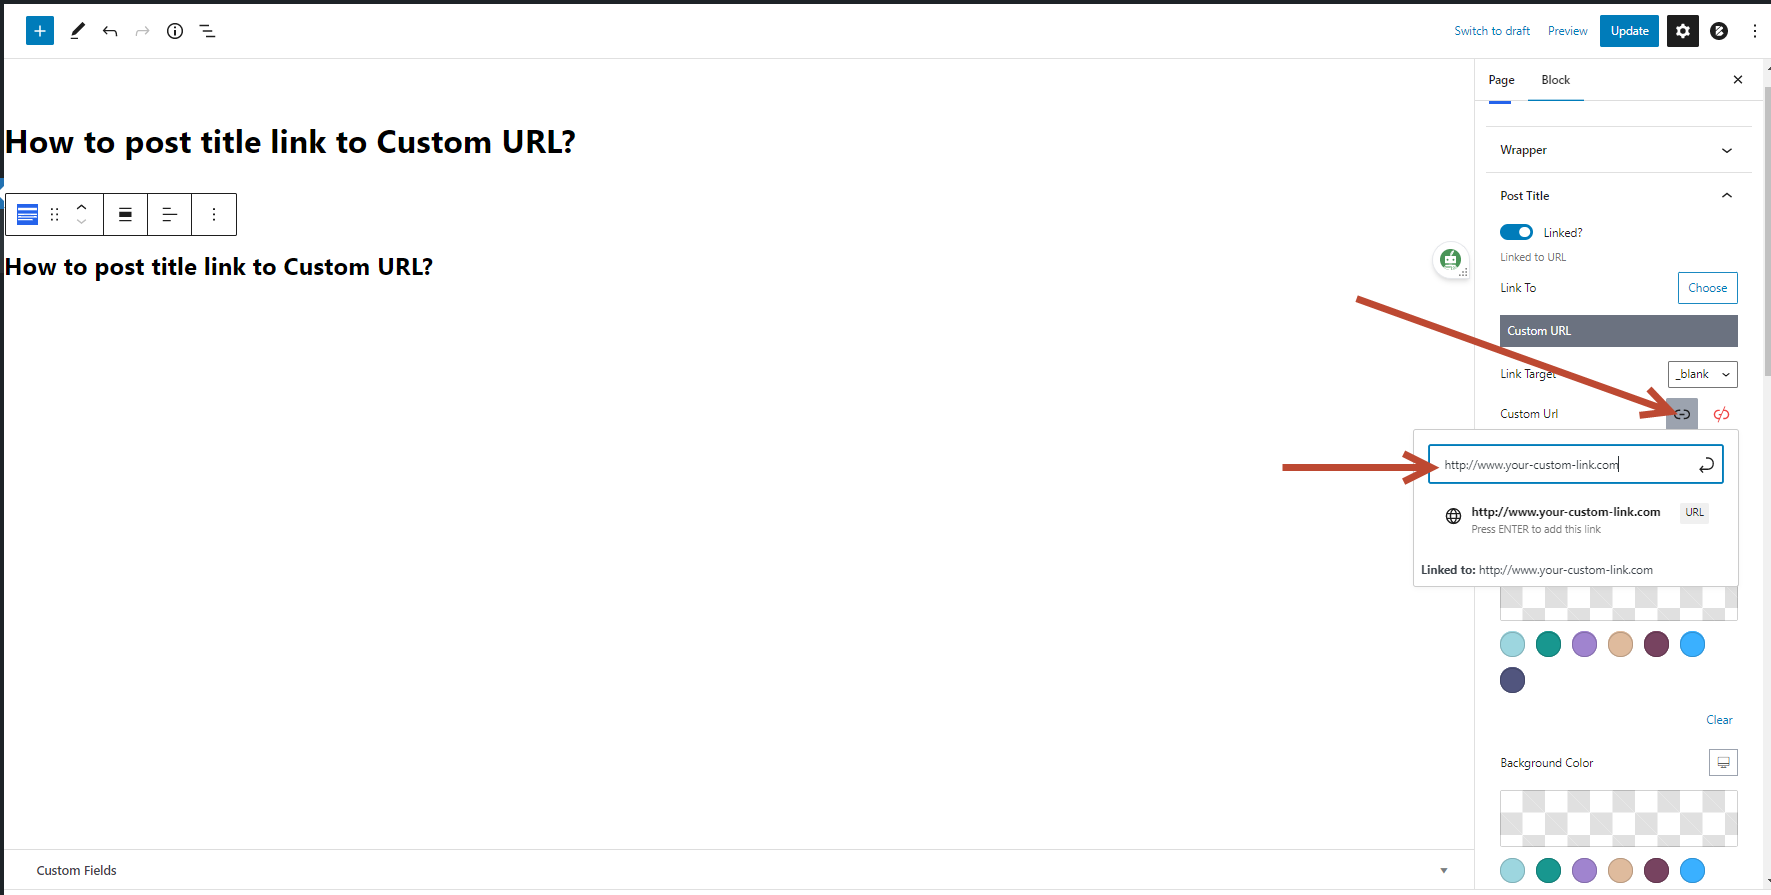 Switch to draft Preview Update
Page Block
How to post title link to Custom URL?
Wrapper
Post Title
Linked?
Linked to URL
How to post title link to Custom URL?
Link To Choose
Custom URL
Link Target _blank
Custom Url
http://www.your-custom-link.com
http://www.your-custom-link.com URL
Press ENTER to add this link
Linked to: http://www.your-custom-link.com
Clear
Background Color
Custom Fields